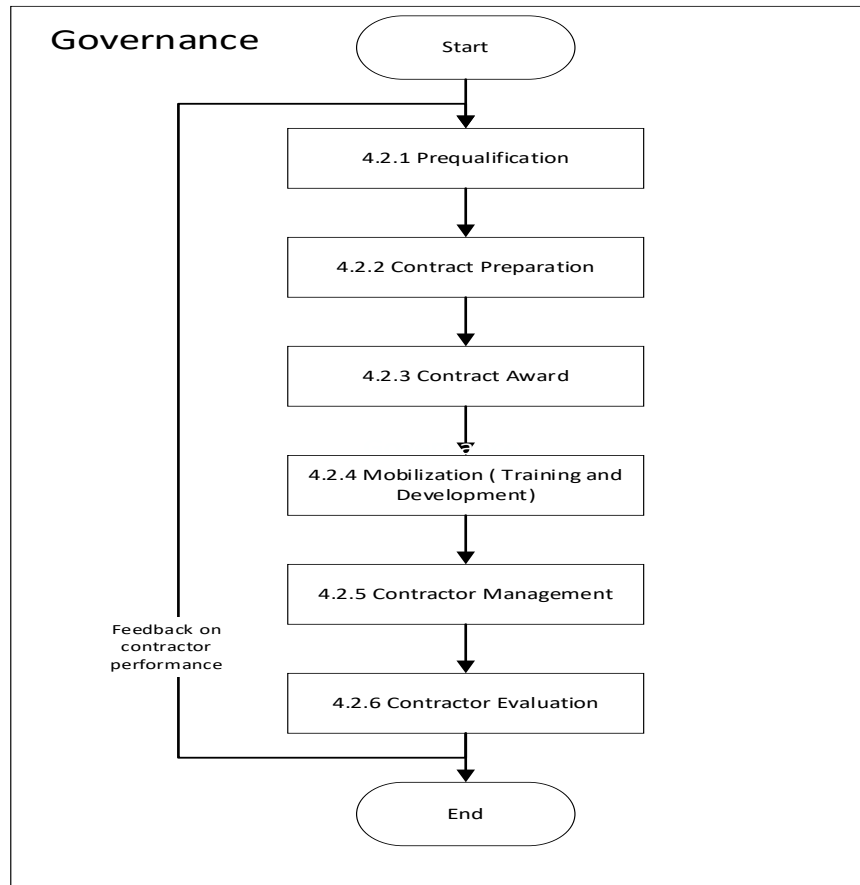 Governance
Start
4.2.1 Prequalification
4.2.2 Contract Preparation
4.2.3 Contract Award
4.2.4 Mobilization ( Training and
Development)
4.2.5 Contractor Management
Feedback on
contractor
performance
4.2.6 Contractor Evaluation
End